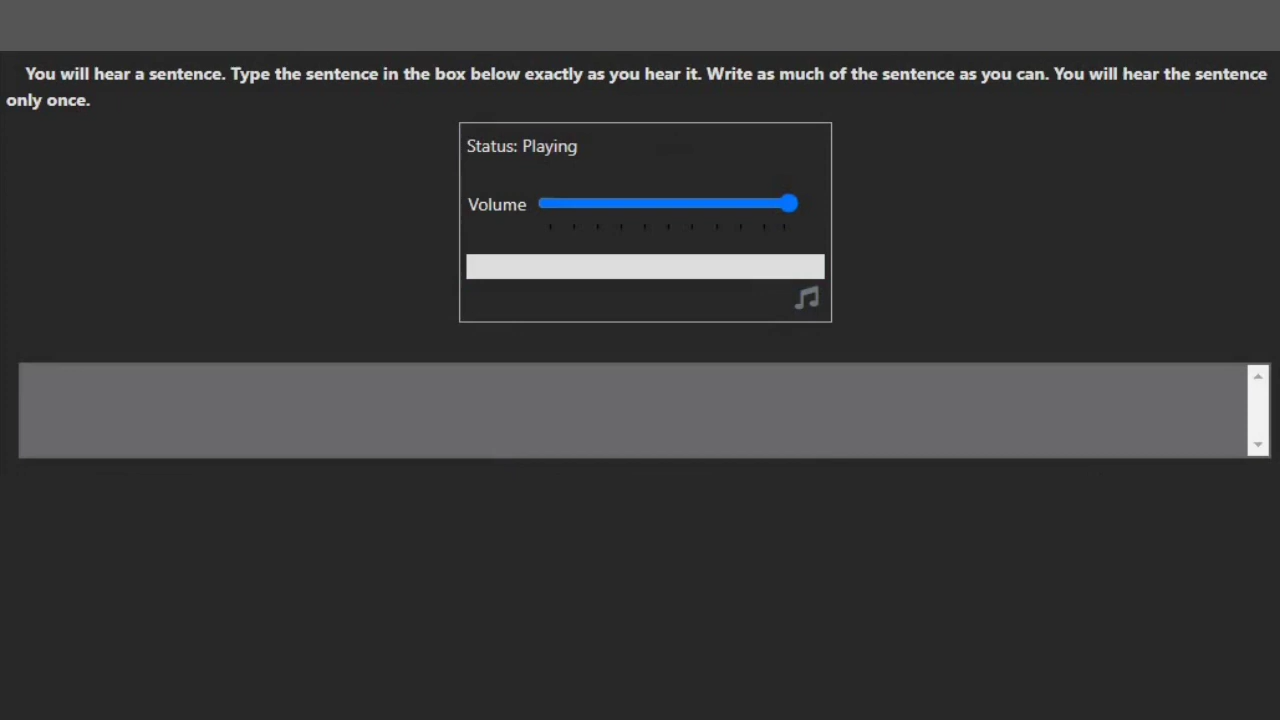 You will hear a sentence. Type the sentence in the box below exactly as you hear it. Write as much of the sentence as you can. You will hear the sentence
only once.
Status: Playing
Volume